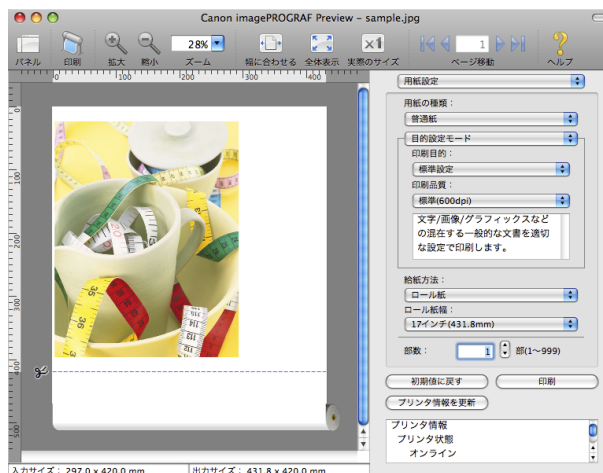 Canon imagePROGRAF Preview – sample.jpg
28%
1
パネル 印刷 拡大 縮小 ズーム 幅に合わせる 全体表示 実際のサイズ ページ移動 ヘルプ
0 100 200 300 400
0
100
200
300
400
500
用紙設定
用紙の種類：
普通紙
目的設定モード
印刷目的：
標準設定
印刷品質：
標準(600dpi)
文字/画像/グラフィックスなど
の混在する一般的な文書を適切
な設定で印刷します。
給紙方法：
ロール紙
ロール紙幅：
17インチ(431.8mm)
部数： 1 部(1〜999)
初期値に戻す 印刷
プリンタ情報を更新
プリンタ情報
プリンタ状態
オンライン
入力サイズ： 297.0 x 420.0 mm 出力サイズ： 431.8 x 420.0 mm